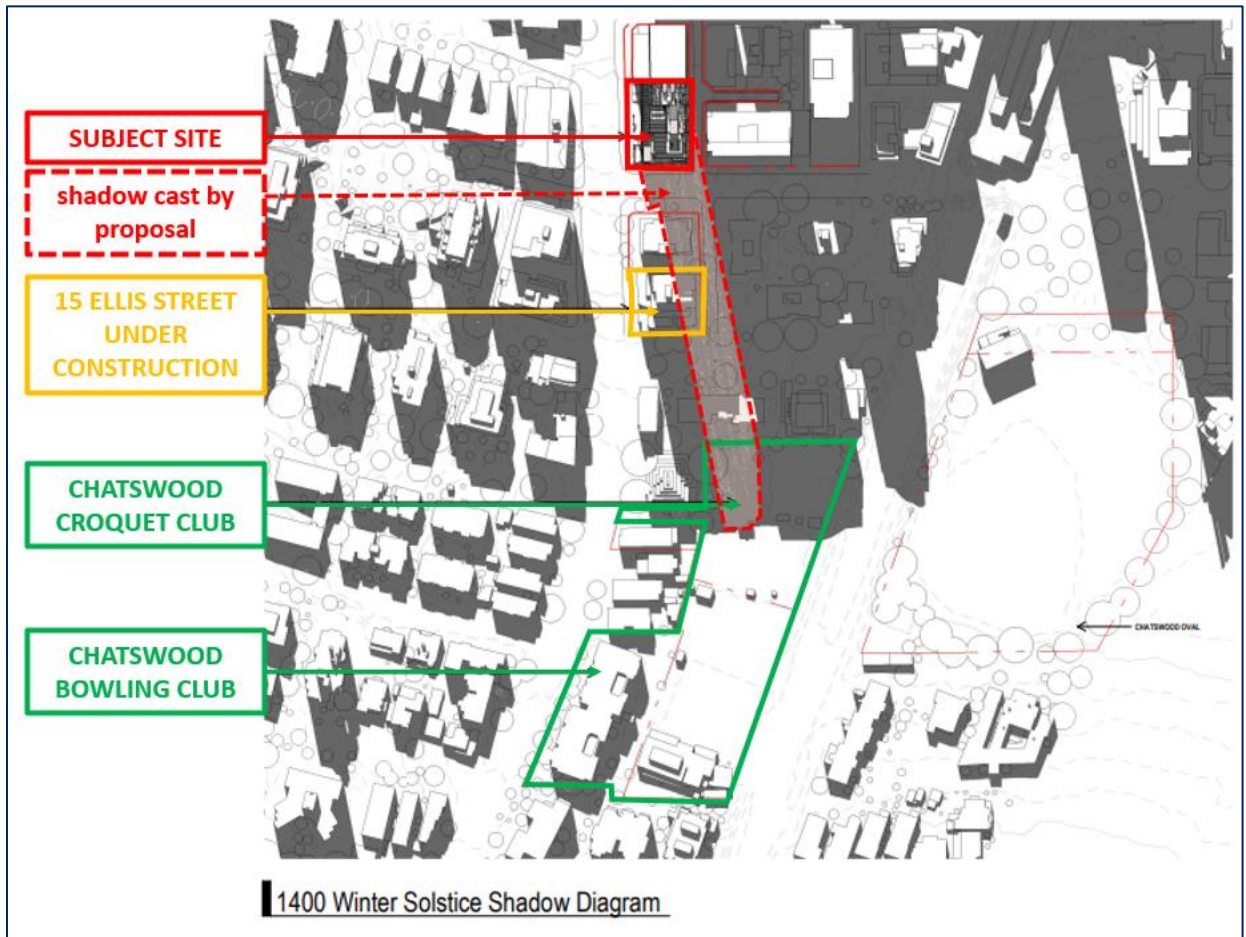 SUBJECT SITE
shadow cast by
proposal
15 ELLIS STREET
UNDER
CONSTRUCTION
CHATSWOOD
CROQUET CLUB
CHATSWOOD
BOWLING CLUB
CHATSWOOD OVAL
1400 Winter Solstice Shadow Diagram